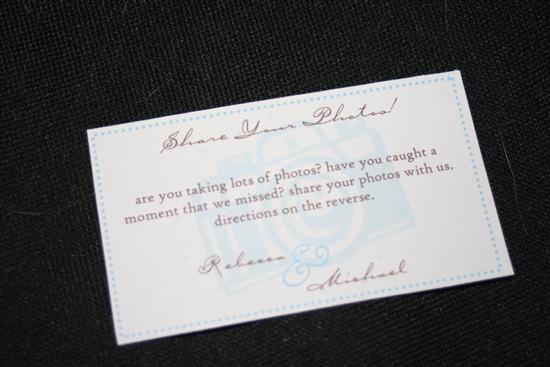 Share Your Photos!
are you taking lots of photos? have you caught a
moment that we missed? share your photos with us.
directions on the reverse.
Rebecca &
Michael